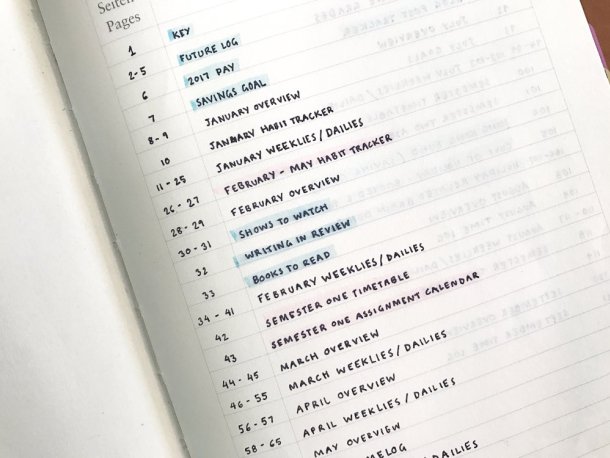 Seiten
Pages
1 KEY
2-5 FUTURE LOG
6 2017 PAY
7 SAVINGS GOAL
8-9 JANUARY OVERVIEW
10 JANUARY HABIT TRACKER
11-25 JANUARY WEEKLIES/DAILIES
26-27 FEBRUARY - MAY HABIT TRACKER
28-29 FEBRUARY OVERVIEW
30-31 SHOWS TO WATCH
32 WRITING IN REVIEW
33 BOOKS TO READ
34-41 FEBRUARY WEEKLIES/DAILIES
42 SEMESTER ONE TIMETABLE
43 SEMESTER ONE ASSIGNMENT CALENDAR
44-45 MARCH OVERVIEW
46-55 MARCH WEEKLIES/DAILIES
56-57 APRIL OVERVIEW
58-65 APRIL WEEKLIES/DAILIES
MAY OVERVIEW
DAILIES